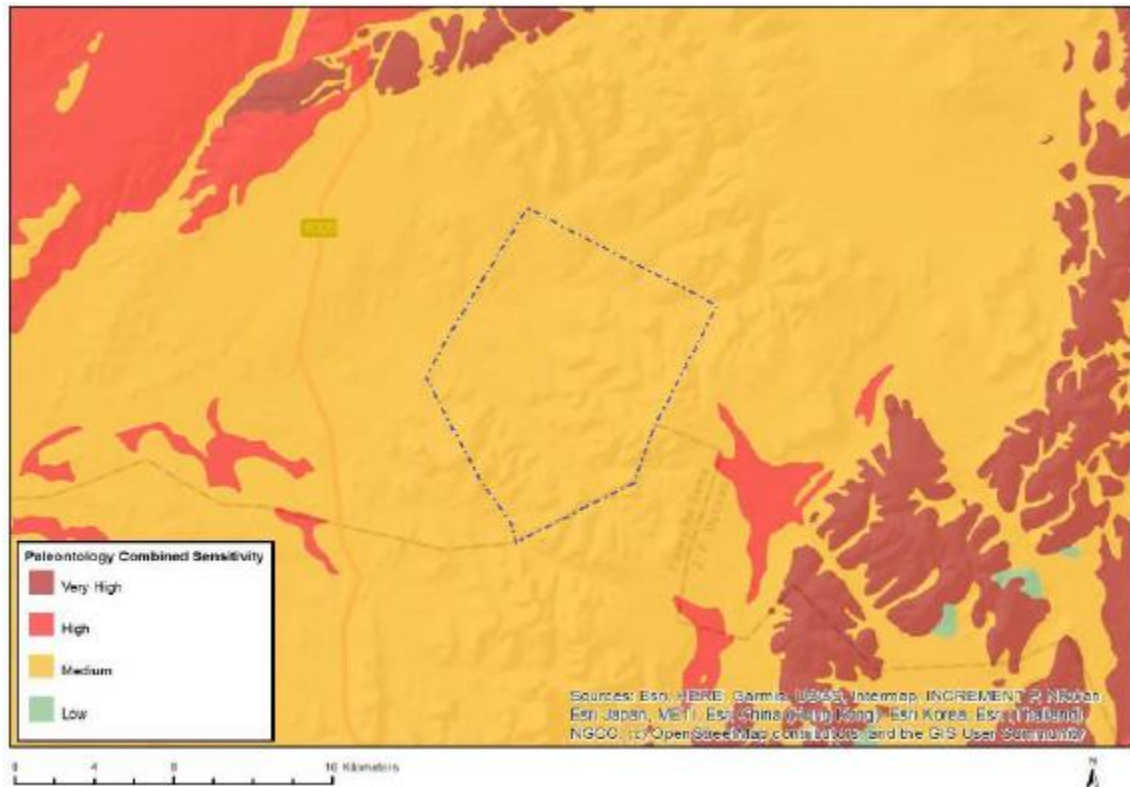 Paleontology Combined Sensitivity
Very High
High
Medium
Low
Sources: Esri, HERE, Garmin, USGS, Intermap, INCREMENT P, NRCan,
Esri Japan, METI, Esri China (Hong Kong), Esri Korea, Esri (Thailand),
NGCC, (c) OpenStreetMap contributors, and the GIS User Community
0 4 8 16 Kilometers
N